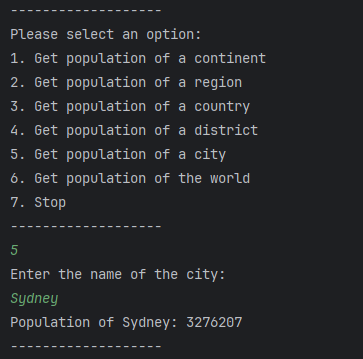 -------------------
Please select an option:
1. Get population of a continent
2. Get population of a region
3. Get population of a country
4. Get population of a district
5. Get population of a city
6. Get population of the world
7. Stop
-------------------
5
Enter the name of the city:
Sydney
Population of Sydney: 3276207
-------------------